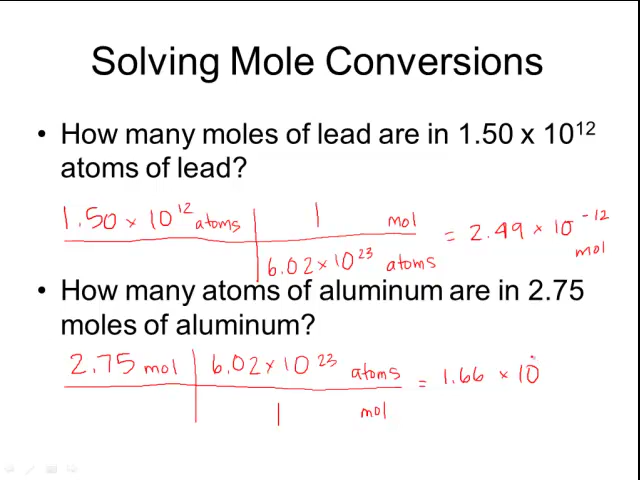 Solving Mole Conversions
• How many moles of lead are in 1.50 x 10¹²
atoms of lead?
1.50 × 10¹² atoms | 1 mol
= 2.49 × 10⁻¹² mol
6.02 × 10²³ atoms
• How many atoms of aluminum are in 2.75
moles of aluminum?
2.75 mol | 6.02 × 10²³ atoms
= 1.66 × 10
1 mol